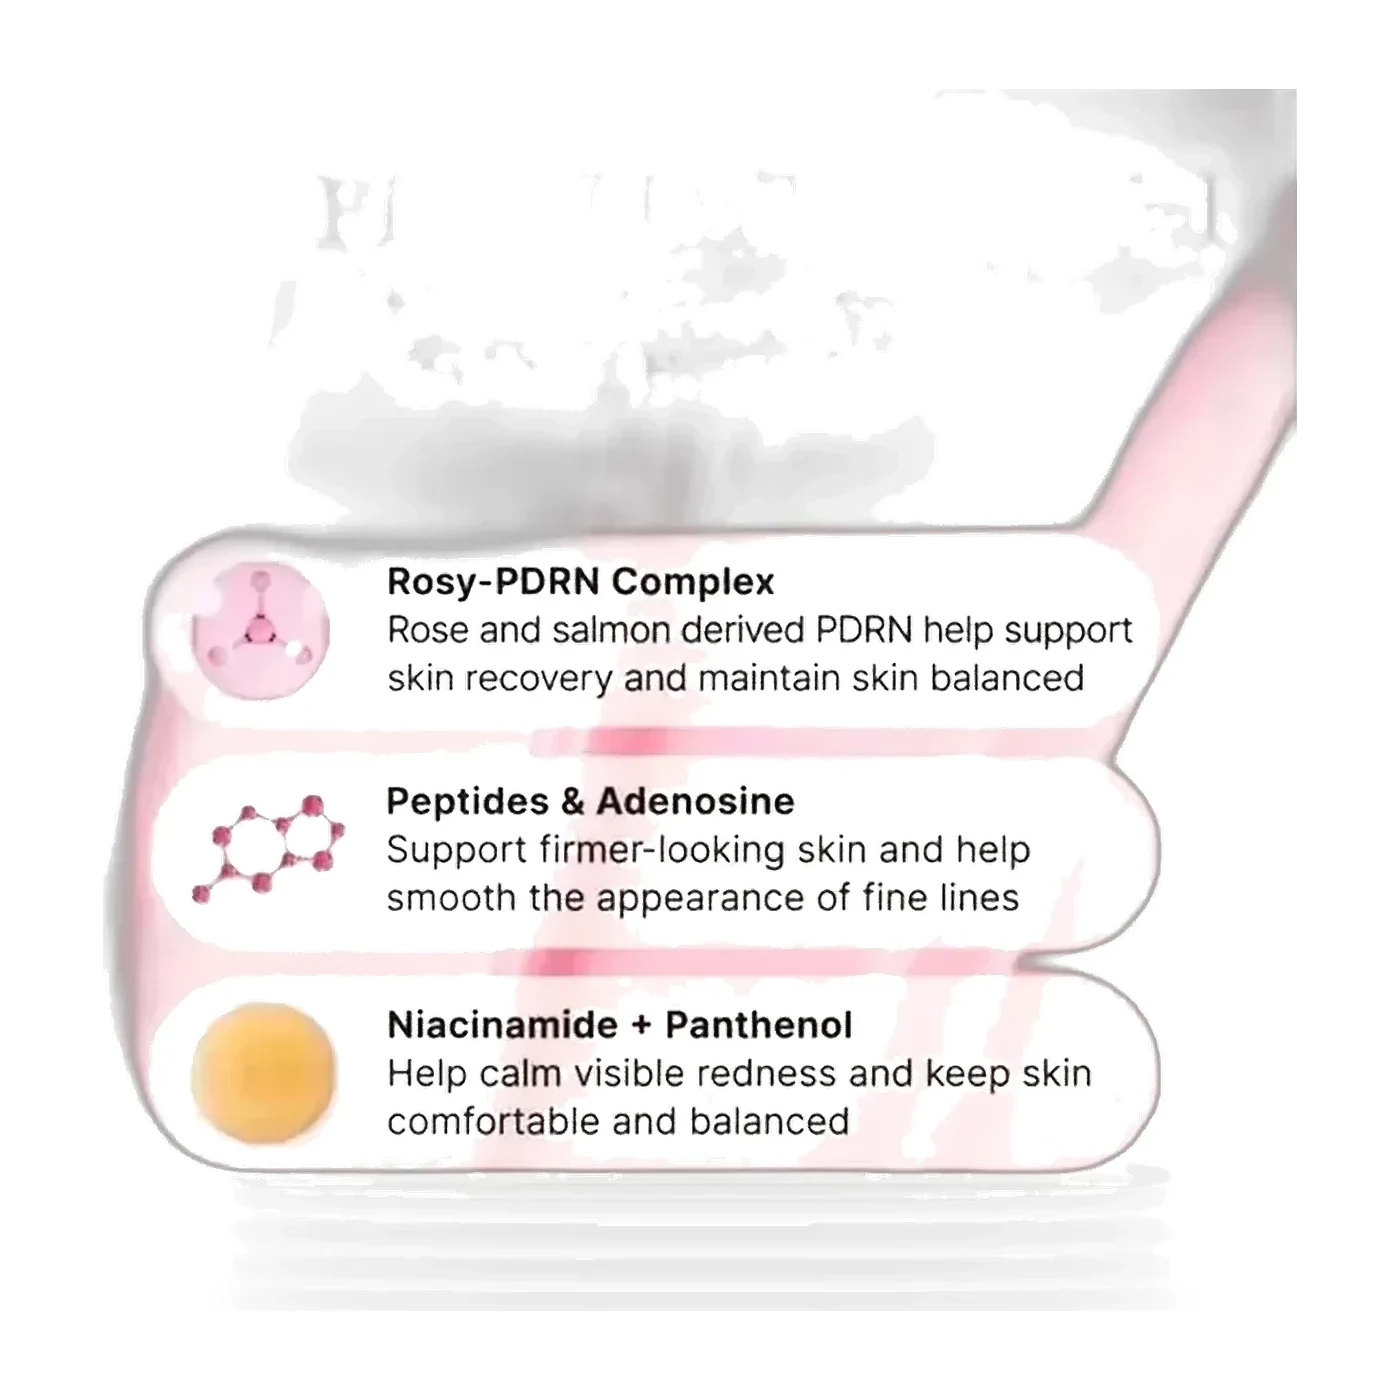 Rosy-PDRN Complex
Rose and salmon derived PDRN help support
skin recovery and maintain skin balanced
Peptides & Adenosine
Support firmer-looking skin and help
smooth the appearance of fine lines
Niacinamide + Panthenol
Help calm visible redness and keep skin
comfortable and balanced